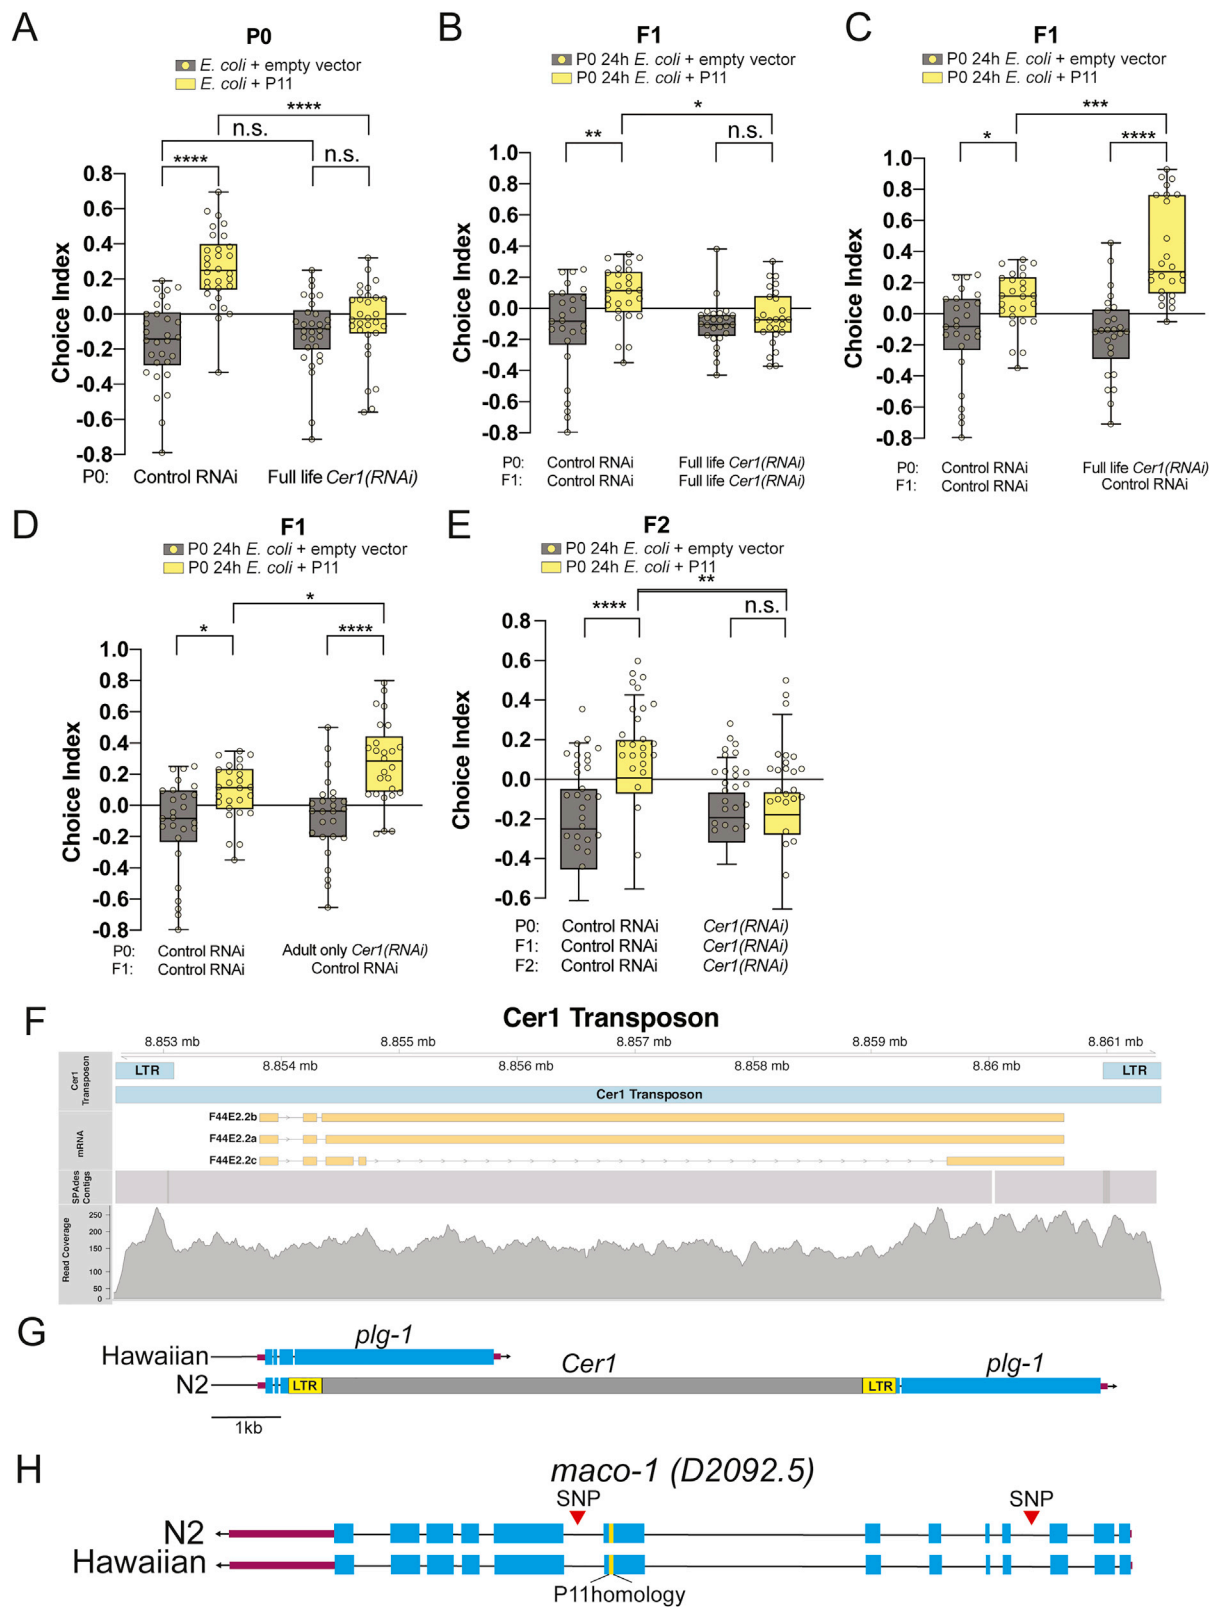 A
P0
E. coli + empty vector
E. coli + P11
****
n.s.
****
n.s.
Choice Index
0.8
0.6
0.4
0.2
0.0
-0.2
-0.4
-0.6
-0.8
P0: Control RNAi Full life Cer1(RNAi)
B
F1
P0 24h E. coli + empty vector
P0 24h E. coli + P11
*
**
n.s.
Choice Index
1.0
0.8
0.6
0.4
0.2
0.0
-0.2
-0.4
-0.6
-0.8
P0: Control RNAi Full life Cer1(RNAi)
F1: Control RNAi Full life Cer1(RNAi)
C
F1
P0 24h E. coli + empty vector
P0 24h E. coli + P11
***
*
****
Choice Index
1.0
0.8
0.6
0.4
0.2
0.0
-0.2
-0.4
-0.6
-0.8
P0: Control RNAi Full life Cer1(RNAi)
F1: Control RNAi Control RNAi
D
F1
P0 24h E. coli + empty vector
P0 24h E. coli + P11
*
*
****
Choice Index
1.0
0.8
0.6
0.4
0.2
0.0
-0.2
-0.4
-0.6
-0.8
P0: Control RNAi Adult only Cer1(RNAi)
F1: Control RNAi Control RNAi
E
F2
P0 24h E. coli + empty vector
P0 24h E. coli + P11
**
****
n.s.
Choice Index
0.8
0.6
0.4
0.2
0.0
-0.2
-0.4
-0.6
P0: Control RNAi Cer1(RNAi)
F1: Control RNAi Cer1(RNAi)
F2: Control RNAi Cer1(RNAi)
F
Cer1 Transposon
8.853 mb 8.855 mb 8.857 mb 8.859 mb 8.861 mb
8.854 mb 8.856 mb 8.858 mb 8.86 mb
Cer1
Transposon
LTR LTR
Cer1 Transposon
mRNA
F44E2.2b
F44E2.2a
F44E2.2c
SPAdes
Contigs
Read Coverage
250
200
150
100
50
0
G
plg-1
Hawaiian
Cer1 plg-1
N2 LTR LTR
1kb
H
maco-1 (D2092.5)
SNP SNP
N2
Hawaiian
P11homology